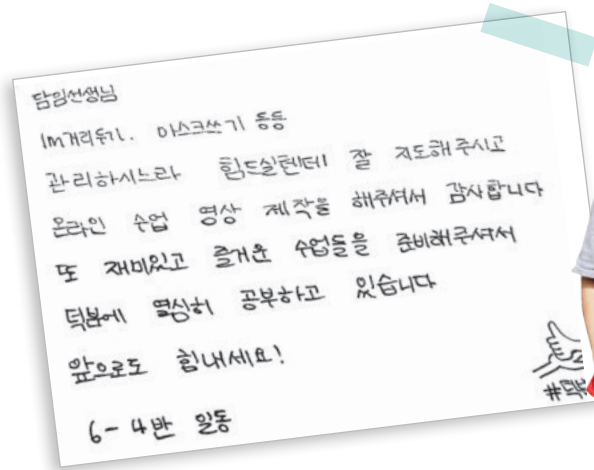 담임선생님
1m거리두기. 마스크쓰기 등등
관리하시느라 힘드실텐데 잘 지도해주시고
온라인 수업 영상 제작을 해주셔서 감사합니다
또 재미있고 즐거운 수업들을 준비해주셔서
덕분에 열심히 공부하고 있습니다
앞으로도 힘내세요!
6-4반 일동